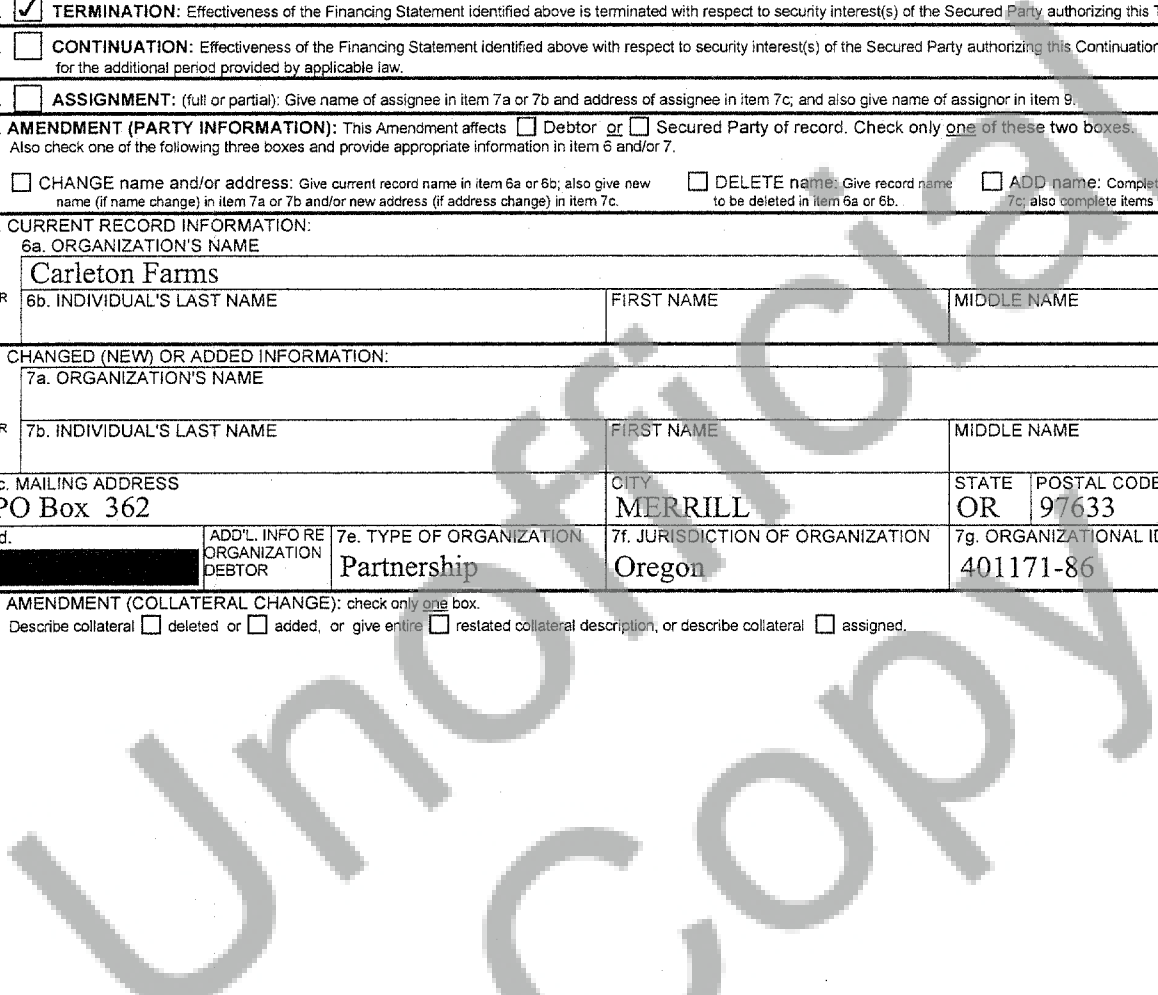 TERMINATION: Effectiveness of the Financing Statement identified above is terminated with respect to security interest(s) of the Secured Party authorizing this
CONTINUATION: Effectiveness of the Financing Statement identified above with respect to security interest(s) of the Secured Party authorizing this Continuation
for the additional period provided by applicable law.
ASSIGNMENT: (full or partial): Give name of assignee in item 7a or 7b and address of assignee in item 7c; and also give name of assignor in item 9.
AMENDMENT (PARTY INFORMATION): This Amendment affects Debtor or Secured Party of record. Check only one of these two boxes.
Also check one of the following three boxes and provide appropriate information in item 6 and/or 7.
CHANGE name and/or address: Give current record name in item 6a or 6b; also give new DELETE name: Give record name ADD name: Complet
name (if name change) in item 7a or 7b and/or new address (if address change) in item 7c. to be deleted in item 6a or 6b. 7c; also complete items
CURRENT RECORD INFORMATION:
6a. ORGANIZATION'S NAME
Carleton Farms
R 6b. INDIVIDUAL'S LAST NAME FIRST NAME MIDDLE NAME
CHANGED (NEW) OR ADDED INFORMATION:
7a. ORGANIZATION'S NAME
R 7b. INDIVIDUAL'S LAST NAME FIRST NAME MIDDLE NAME
c. MAILING ADDRESS CITY STATE POSTAL CODE
PO Box 362 MERRILL OR 97633
d. ADD'L. INFO RE 7e. TYPE OF ORGANIZATION 7f. JURISDICTION OF ORGANIZATION 7g. ORGANIZATIONAL ID
ORGANIZATION
DEBTOR Partnership Oregon 401171-86
AMENDMENT (COLLATERAL CHANGE): check only one box.
Describe collateral deleted or added, or give entire restated collateral description, or describe collateral assigned.
Unofficial
Copy